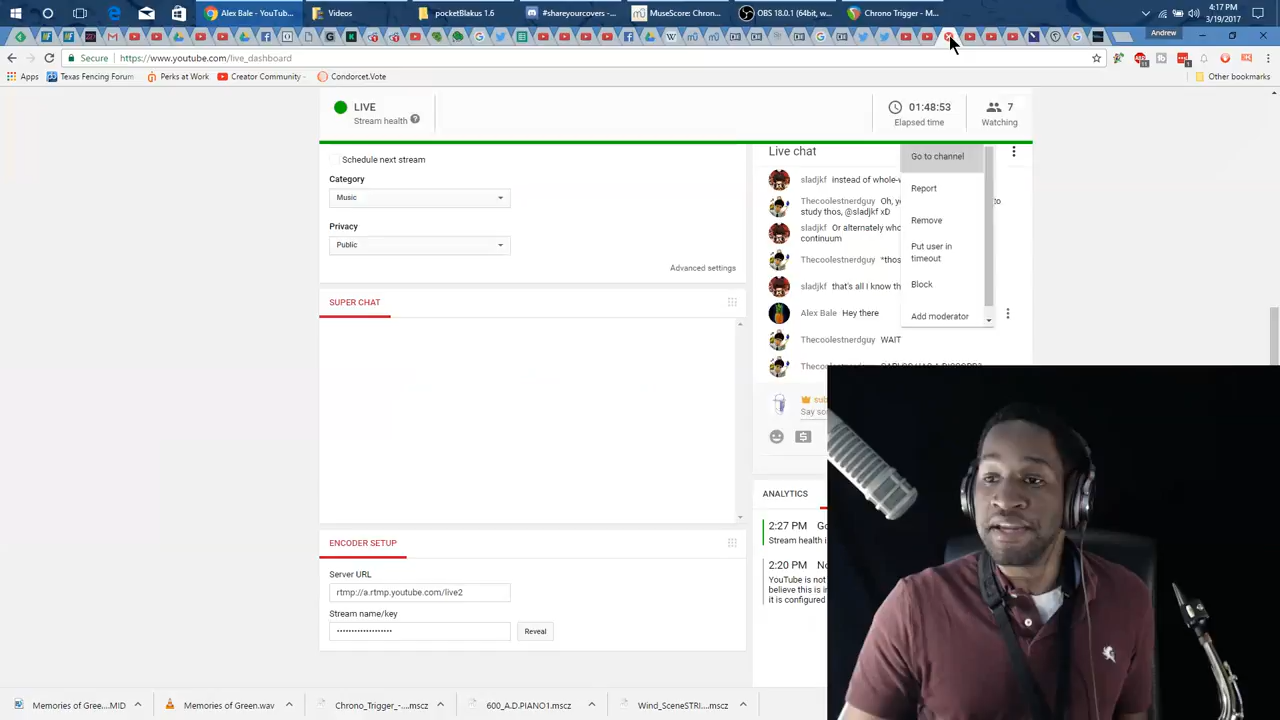 Alex Bale - YouTub...
Videos
pocketBlakus 1.6
#shareyourcovers - ...
MuseScore: Chron...
OBS 18.0.1 (64bit, w...
Chrono Trigger - M...
4:17 PM
3/19/2017
Andrew
Secure
https://www.youtube.com/live_dashboard
Apps
Texas Fencing Forum
Perks at Work
Creator Community
Condorcet.Vote
Other bookmarks
LIVE
Stream health
01:48:53
Elapsed time
7
Watching
Schedule next stream
Category
Music
Privacy
Public
Advanced settings
SUPER CHAT
ENCODER SETUP
Server URL
rtmp://a.rtmp.youtube.com/live2
Stream name/key
Reveal
Live chat
sladjkf instead of whole-
Thecoolestnerdguy Oh, y
to
study thos, @sladjkf xD
sladjkf Or alternately who
continuum
Thecoolestnerdguy *thos
sladjkf that's all I know th
Alex Bale Hey there
Thecoolestnerdguy WAIT
Go to channel
Report
Remove
Put user in
timeout
Block
Add moderator
Say so
ANALYTICS
2:27 PM Go
Stream health i
2:20 PM No
YouTube is not
believe this is i
it is configured
Memories of Gree....MID
Memories of Green.wav
Chrono_Trigger_-....mscz
600_A.D.PIANO1.mscz
Wind_SceneSTRI....mscz